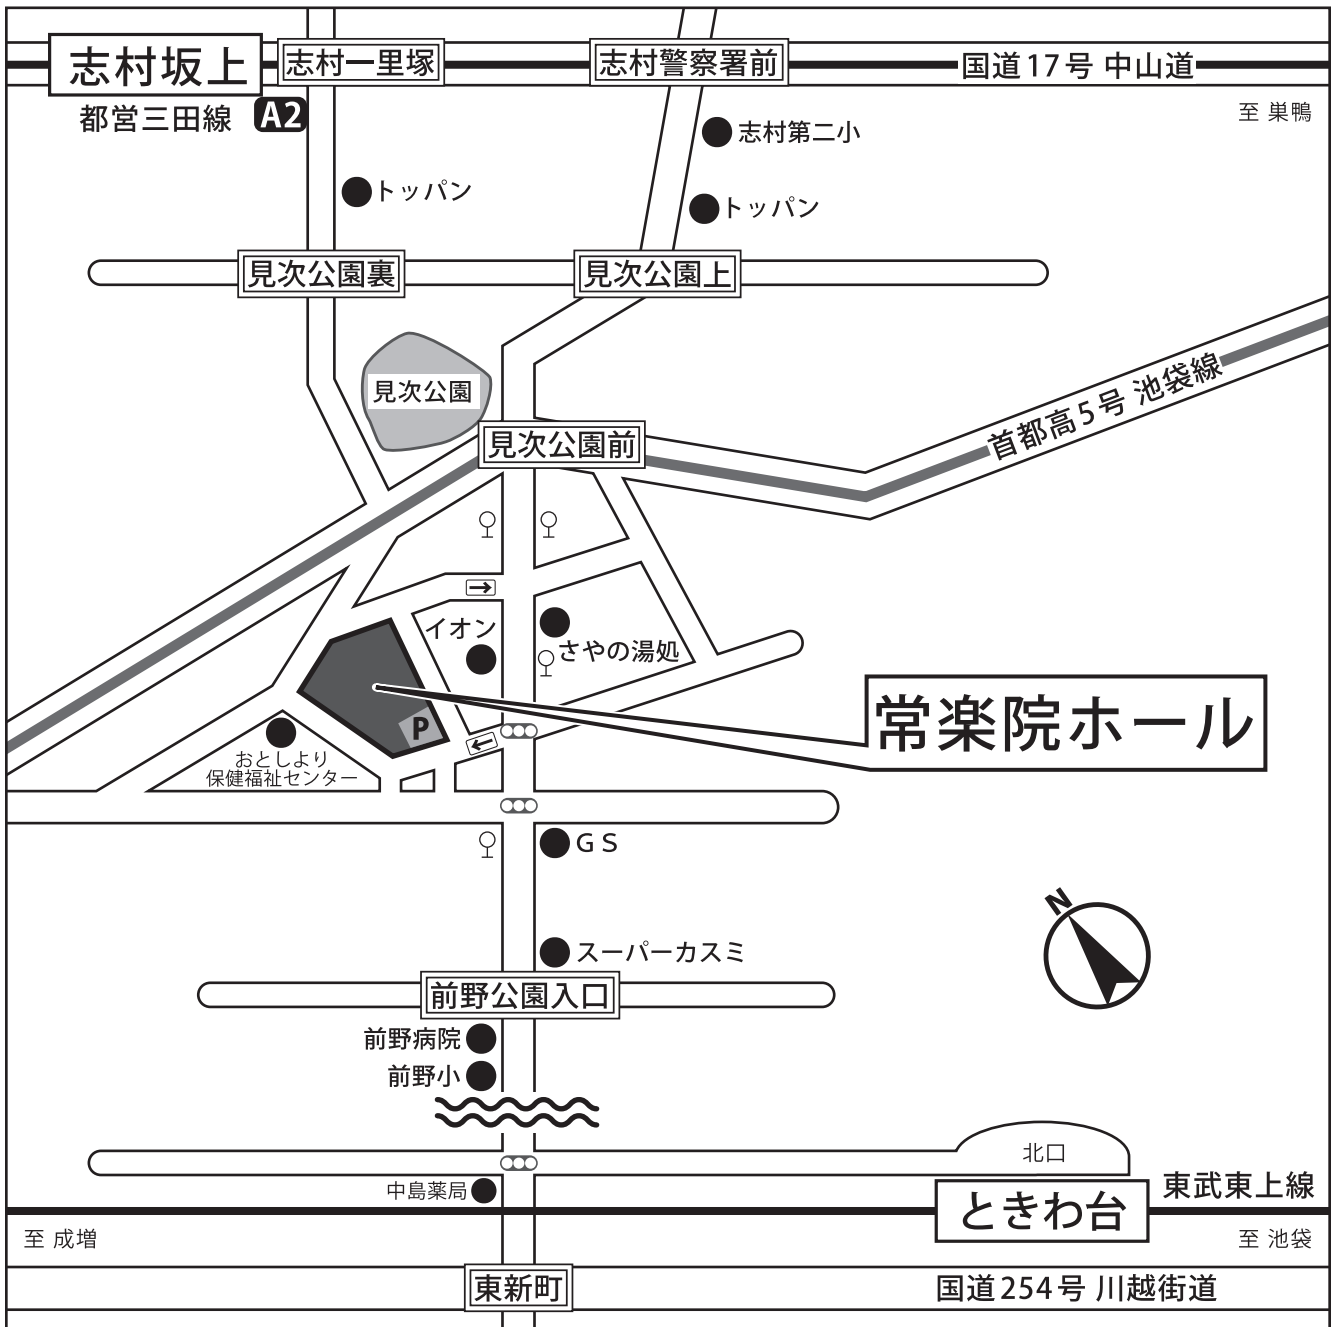 志村坂上
志村一里塚
志村警察署前
国道17号 中山道
都営三田線
A2
至 巣鴨
志村第二小
トッパン
トッパン
見次公園裏
見次公園上
見次公園
見次公園前
首都高5号 池袋線
イオン
さやの湯処
常楽院ホール
P
おとしより
保健福祉センター
GS
N
スーパーカスミ
前野公園入口
前野病院
前野小
北口
中島薬局
ときわ台
東武東上線
至 成増
至 池袋
東新町
国道254号 川越街道